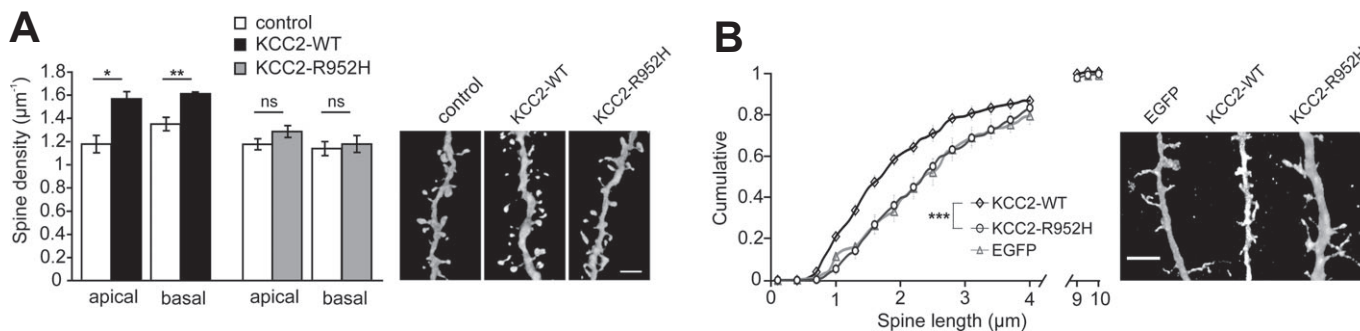 A
control
KCC2-WT
KCC2-R952H
Spine density (µm⁻¹)
1.8
1.6
1.4
1.2
1
0.8
0.6
0.4
0.2
0
*
**
ns
ns
apical
basal
apical
basal
control
KCC2-WT
KCC2-R952H
B
Cumulative
1
0.8
0.6
0.4
0.2
0
***
KCC2-WT
KCC2-R952H
EGFP
0 1 2 3 4 9 10
Spine length (µm)
EGFP
KCC2-WT
KCC2-R952H